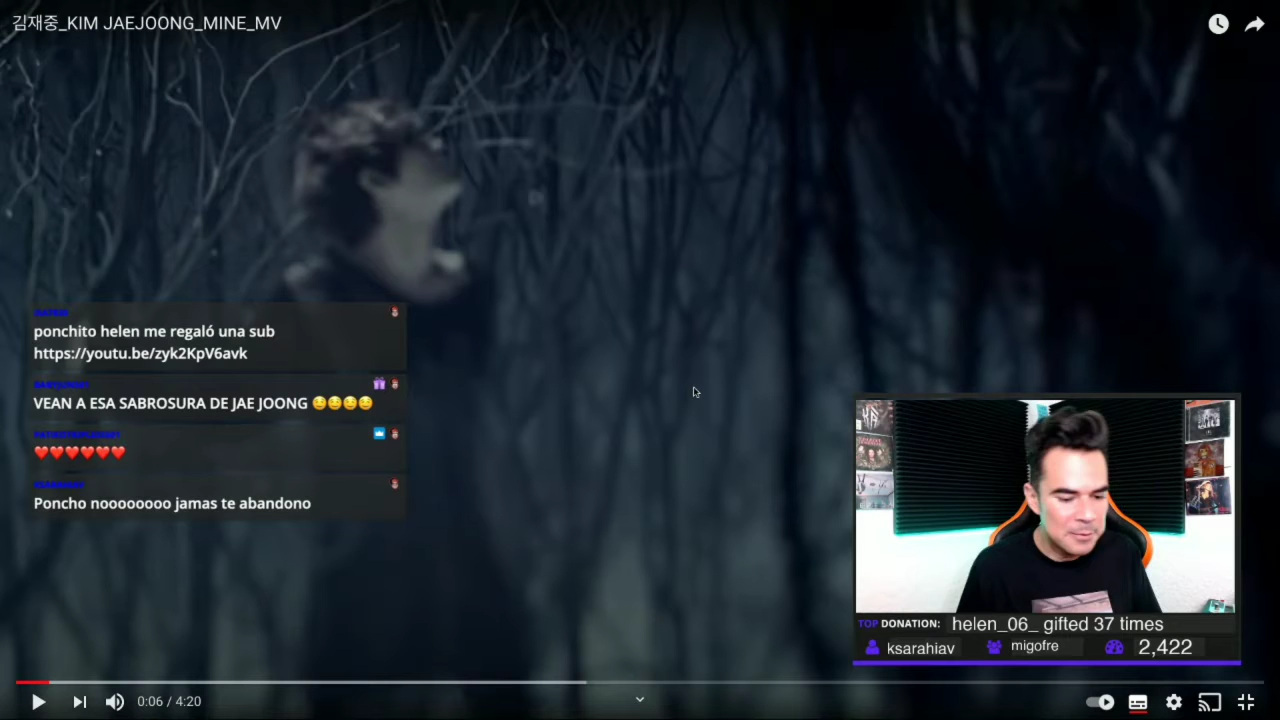 김재중_KIM JAEJOONG_MINE_MV
ponchito helen me regaló una sub
https://youtu.be/zyk2KpV6avk
VEAN A ESA SABROSURA DE JAE JOONG 😋😋😋😋
❤️❤️❤️❤️❤️❤️
Poncho noooooooo jamas te abandono
TOP DONATION: helen_06_ gifted 37 times
ksarahiav migofre 2,422
0:06 / 4:20